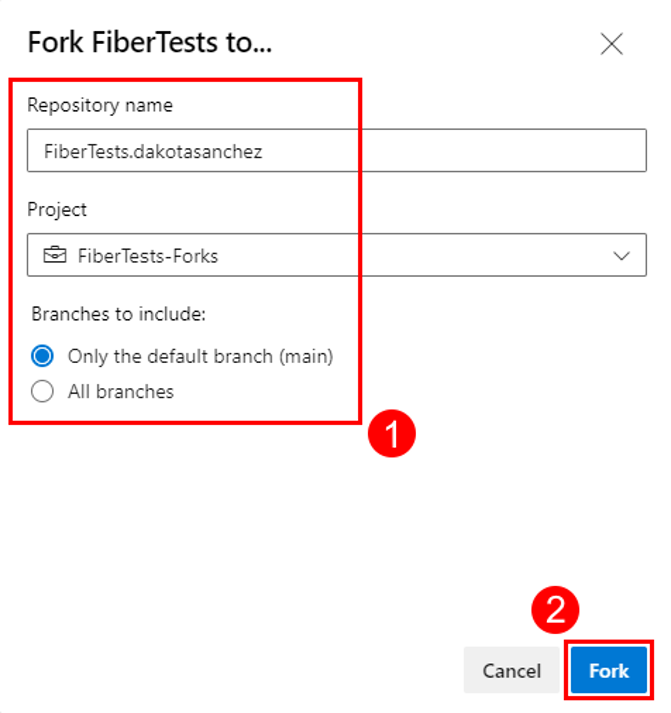 Fork FiberTests to...
Repository name
FiberTests.dakotasanchez
Project
FiberTests-Forks
Branches to include:
Only the default branch (main)
All branches
1
2
Cancel
Fork